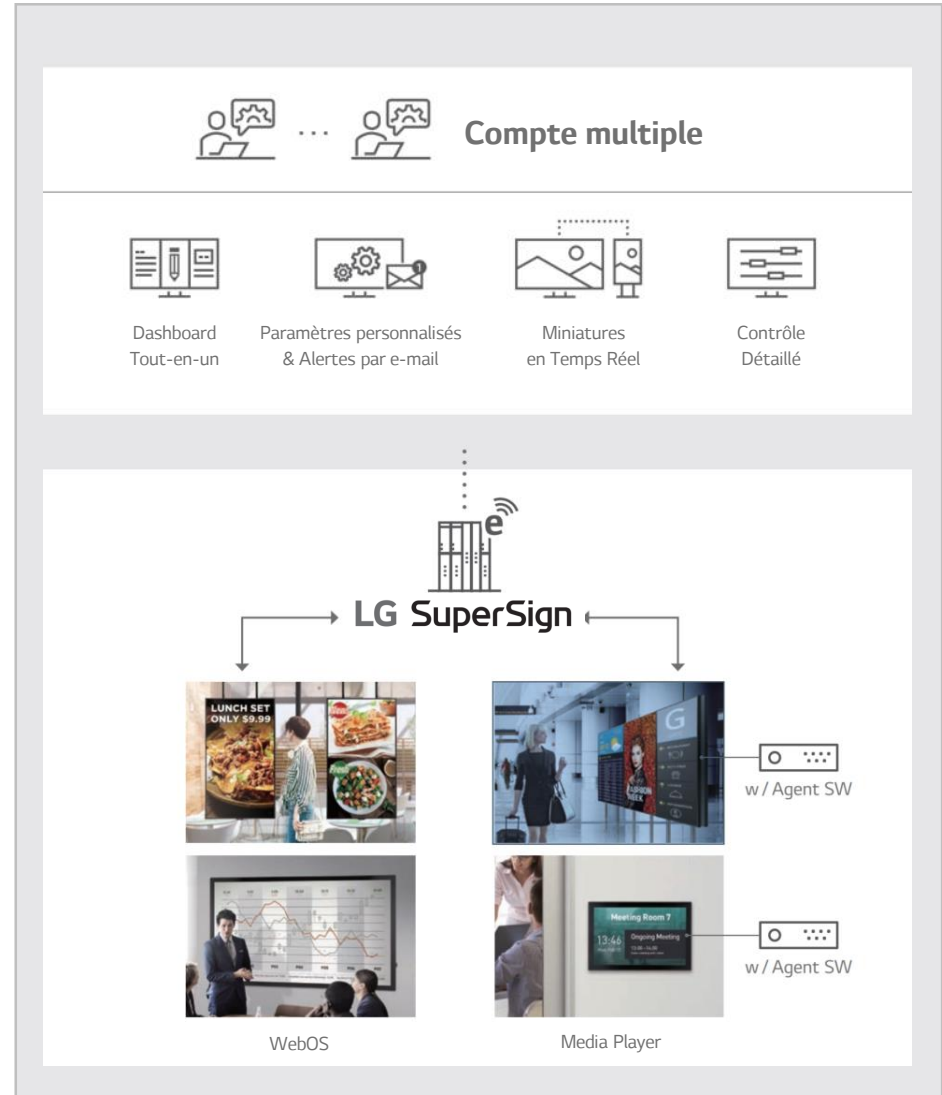 Compte multiple
Dashboard
Tout-en-un
Paramètres personnalisés
& Alertes par e-mail
1
Miniatures
en Temps Réel
Contrôle
Détaillé
e
LG SuperSign
LUNCH SET
ONLY $9.99
G
w/Agent SW
Meeting Room 7
13:46
Ongoing Meeting
w/Agent SW
WebOS
Media Player